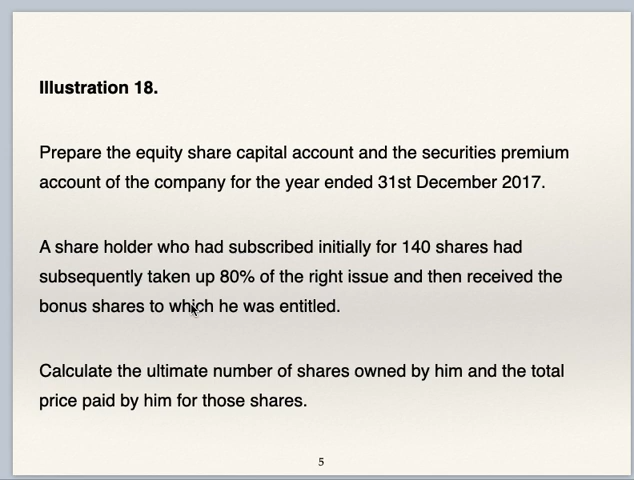 Illustration 18.
Prepare the equity share capital account and the securities premium
account of the company for the year ended 31st December 2017.
A share holder who had subscribed initially for 140 shares had
subsequently taken up 80% of the right issue and then received the
bonus shares to which he was entitled.
Calculate the ultimate number of shares owned by him and the total
price paid by him for those shares.
5